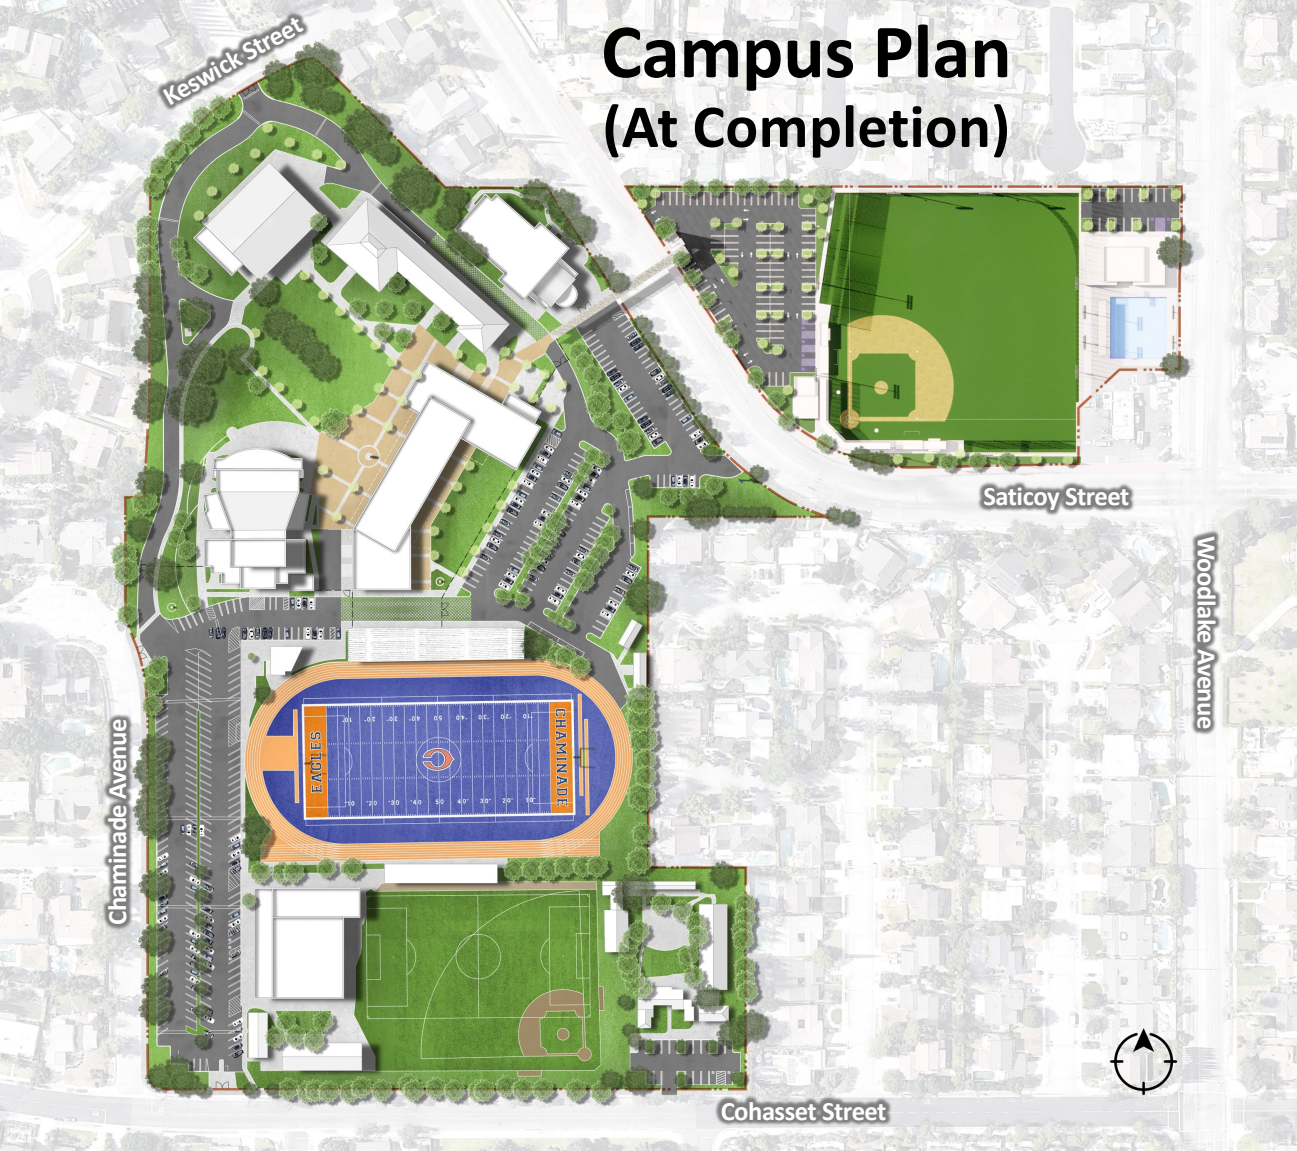 Campus Plan
(At Completion)
Keswick Street
Saticoy Street
Woodlake Avenue
Chaminade Avenue
EAGLES
CHAMINADE
C
Cohasset Street